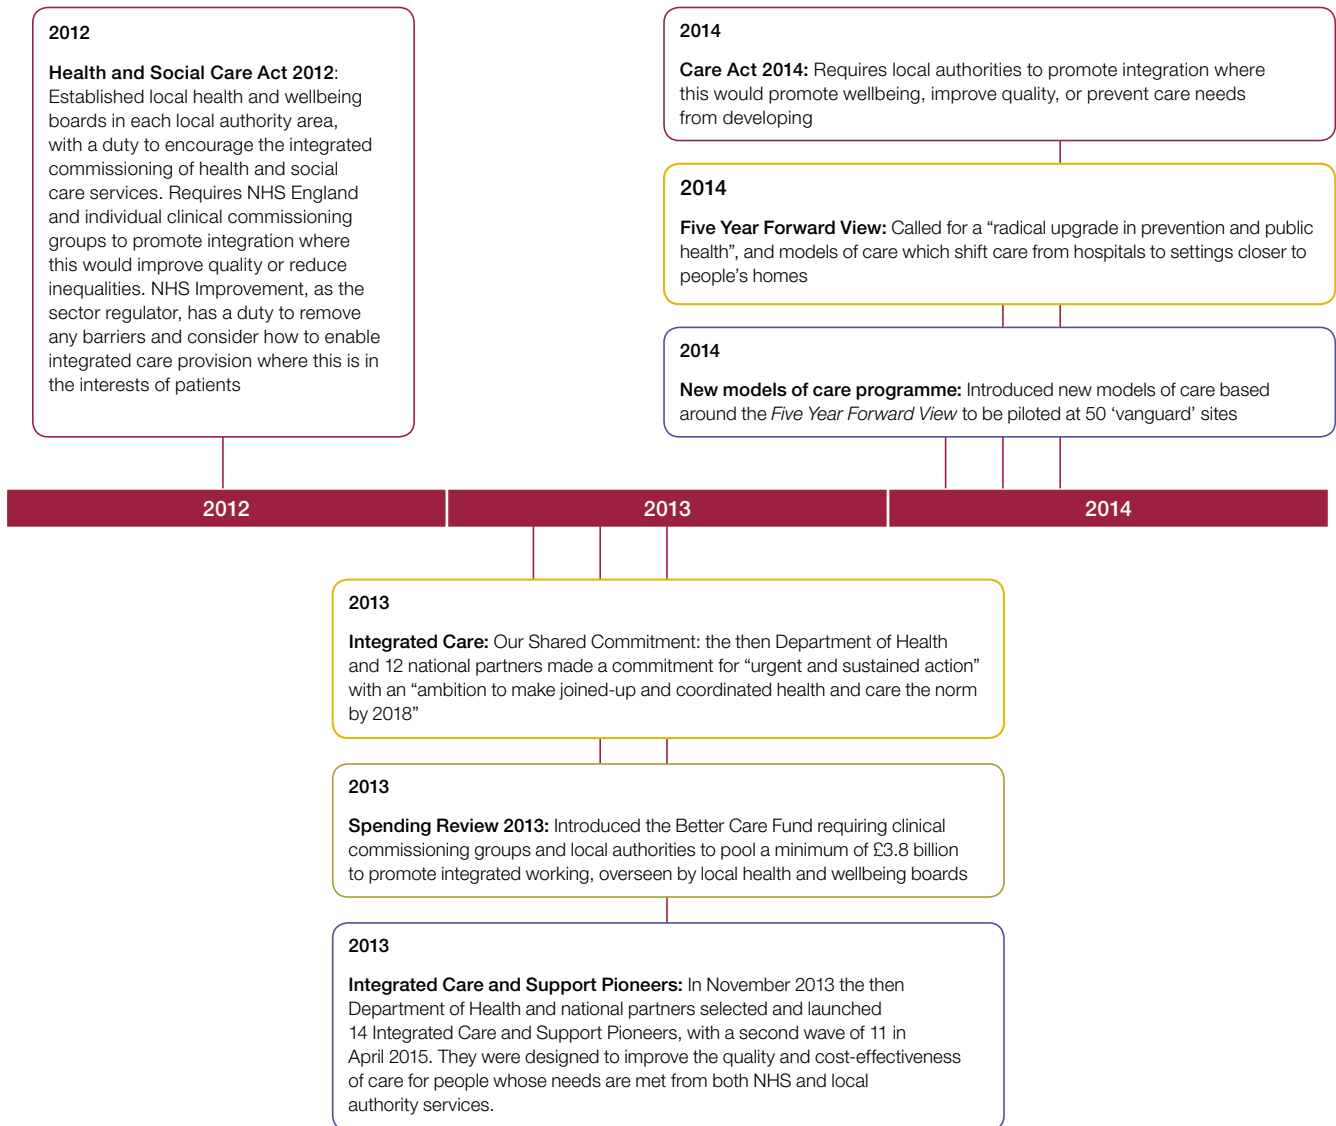 2012
Health and Social Care Act 2012:
Established local health and wellbeing
boards in each local authority area,
with a duty to encourage the integrated
commissioning of health and social
care services. Requires NHS England
and individual clinical commissioning
groups to promote integration where
this would improve quality or reduce
inequalities. NHS Improvement, as the
sector regulator, has a duty to remove
any barriers and consider how to enable
integrated care provision where this is in
the interests of patients
2014
Care Act 2014: Requires local authorities to promote integration where
this would promote wellbeing, improve quality, or prevent care needs
from developing
2014
Five Year Forward View: Called for a “radical upgrade in prevention and public
health”, and models of care which shift care from hospitals to settings closer to
people’s homes
2014
New models of care programme: Introduced new models of care based
around the Five Year Forward View to be piloted at 50 ‘vanguard’ sites
2012
2013
2014
2013
Integrated Care: Our Shared Commitment: the then Department of Health
and 12 national partners made a commitment for “urgent and sustained action”
with an “ambition to make joined-up and coordinated health and care the norm
by 2018”
2013
Spending Review 2013: Introduced the Better Care Fund requiring clinical
commissioning groups and local authorities to pool a minimum of £3.8 billion
to promote integrated working, overseen by local health and wellbeing boards
2013
Integrated Care and Support Pioneers: In November 2013 the then
Department of Health and national partners selected and launched
14 Integrated Care and Support Pioneers, with a second wave of 11 in
April 2015. They were designed to improve the quality and cost-effectiveness
of care for people whose needs are met from both NHS and local
authority services.